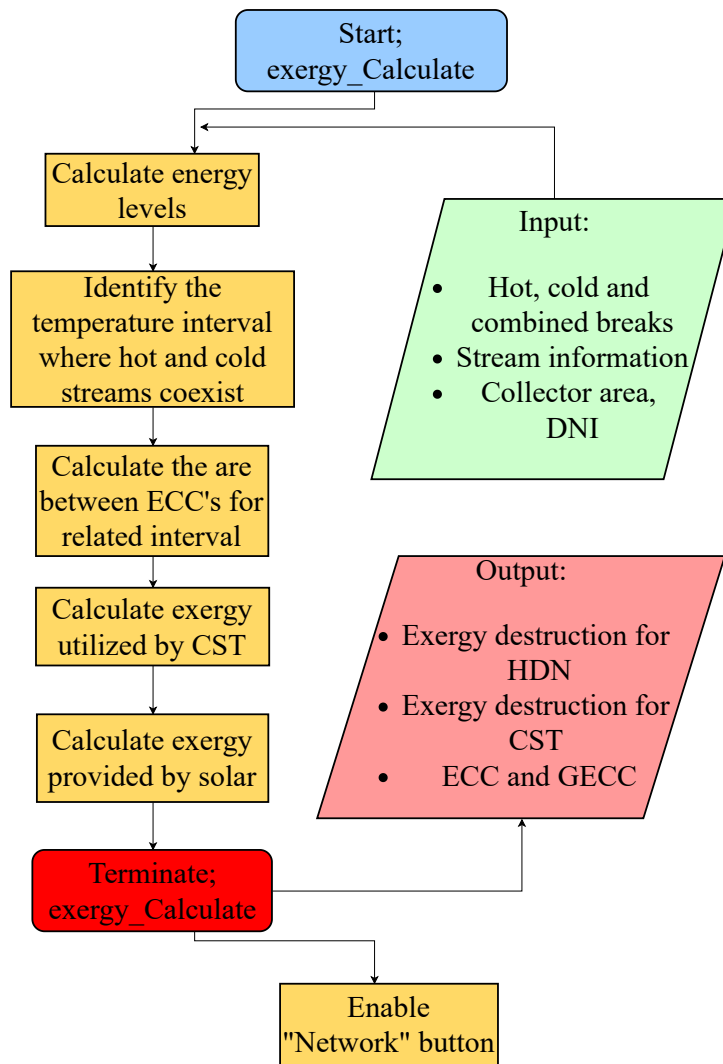 Start;
exergy_Calculate
Calculate energy
levels
Input:
• Hot, cold and
combined breaks
• Stream information
• Collector area,
DNI
Identify the
temperature interval
where hot and cold
streams coexist
Calculate the are
between ECC's for
related interval
Calculate exergy
utilized by CST
Calculate exergy
provided by solar
Output:
• Exergy destruction for
HDN
• Exergy destruction for
CST
• ECC and GECC
Terminate;
exergy_Calculate
Enable
"Network" button